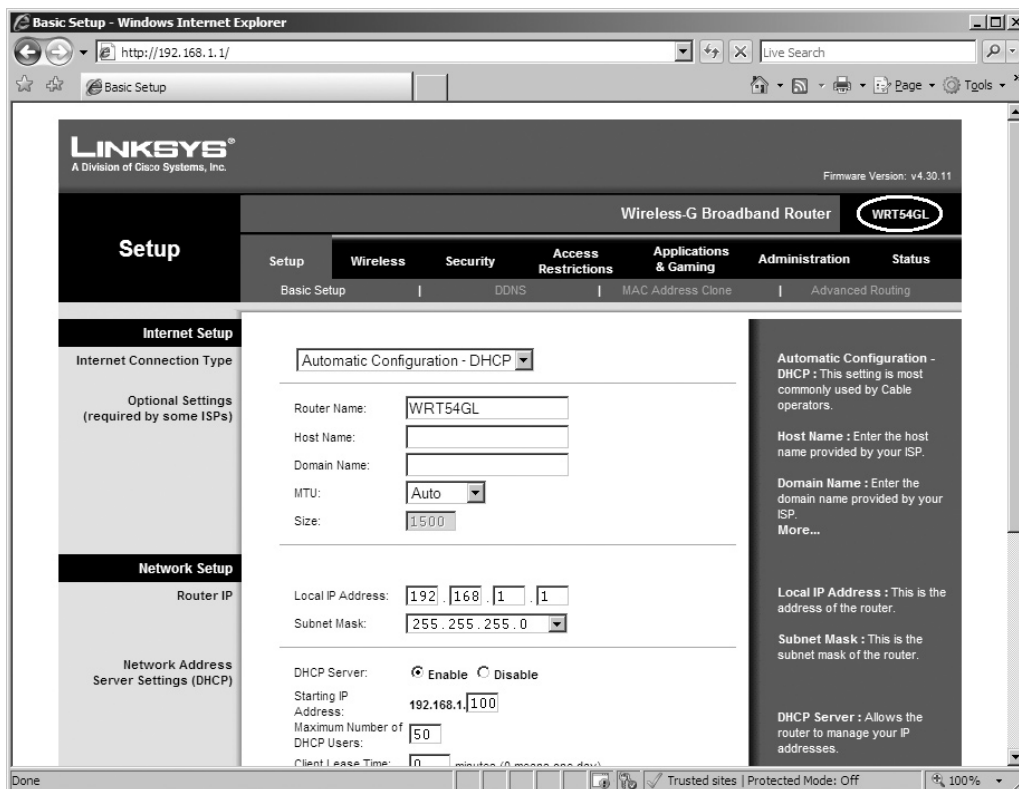 Basic Setup - Windows Internet Explorer
http://192.168.1.1/
Live Search
Basic Setup
Page
Tools
LINKSYS®
A Division of Cisco Systems, Inc.
Firmware Version: v4.30.11
Wireless-G Broadband Router
WRT54GL
Setup
Setup
Wireless
Security
Access
Restrictions
Applications
& Gaming
Administration
Status
Basic Setup | DDNS | MAC Address Clone | Advanced Routing
Internet Setup
Internet Connection Type
Automatic Configuration - DHCP
Optional Settings
(required by some ISPs)
Router Name: WRT54GL
Host Name:
Domain Name:
MTU: Auto
Size: 1500
Automatic Configuration -
DHCP : This setting is most
commonly used by Cable
operators.
Host Name : Enter the host
name provided by your ISP.
Domain Name : Enter the
domain name provided by your
ISP.
More...
Network Setup
Router IP
Local IP Address: 192 . 168 . 1 . 1
Subnet Mask: 255.255.255.0
Local IP Address : This is the
address of the router.
Subnet Mask : This is the
subnet mask of the router.
Network Address
Server Settings (DHCP)
DHCP Server: Enable Disable
Starting IP
Address:
192.168.1. 100
Maximum Number of
DHCP Users:
50
Client Lease Time: 0 minutes (0 means one day)
DHCP Server : Allows the
router to manage your IP
addresses.
Done
Trusted sites | Protected Mode: Off
100%